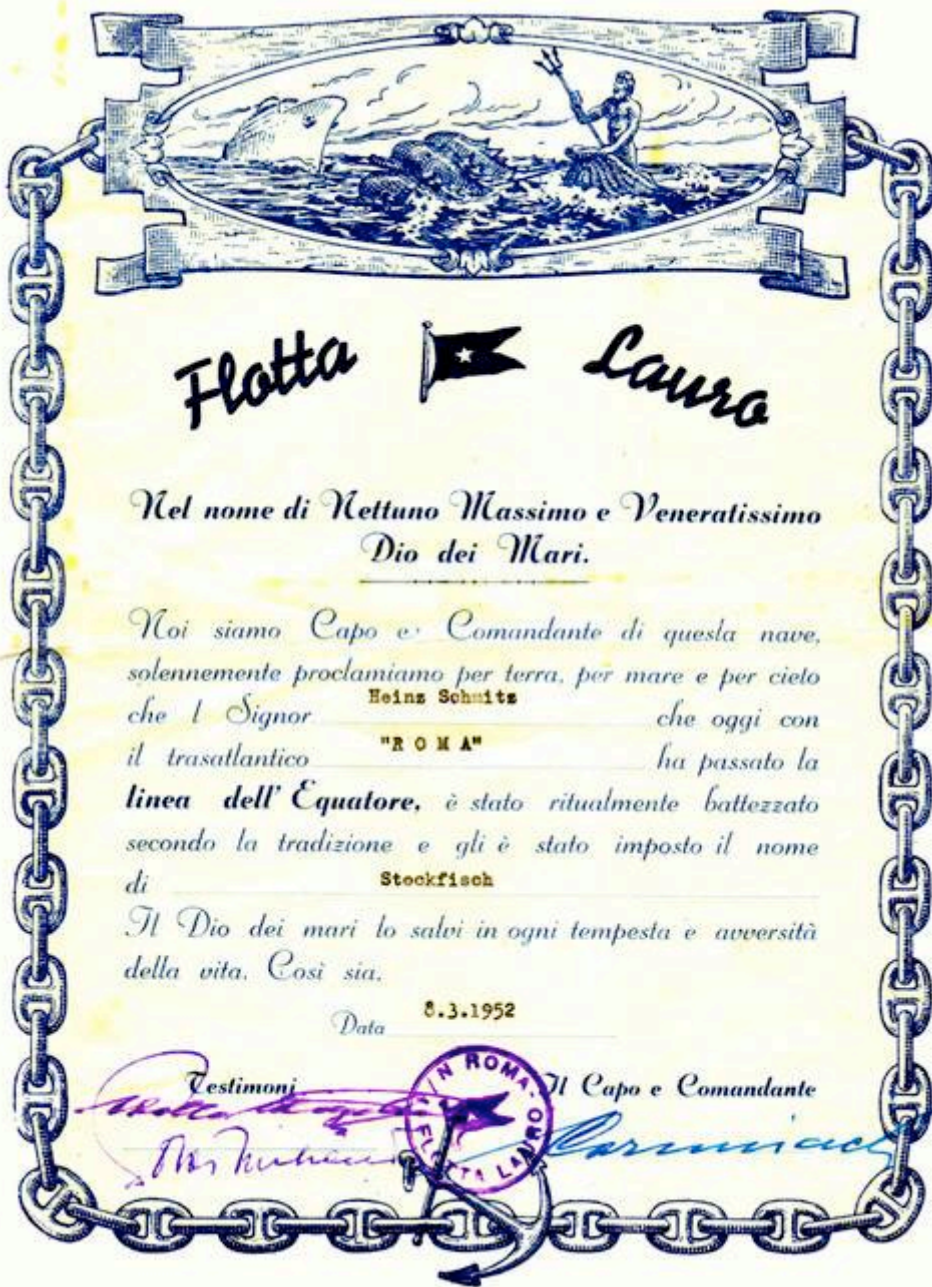 Flotta Lauro
Nel nome di Nettuno Massimo e Veneratissimo
Dio dei Mari.
Noi siamo Capo e Comandante di questa nave,
solennemente proclamiamo per terra, per mare e per cielo
che l Signor Heinz Schmitz che oggi con
il trasatlantico "R O M A" ha passato la
linea dell' Equatore, è stato ritualmente battezzato
secondo la tradizione e gli è stato imposto il nome
di Stockfisch
Il Dio dei mari lo salvi in ogni tempesta e avversità
della vita. Così sia.
Data 8.3.1952
Testimoni Il Capo e Comandante
T/N ROMA - FLOTTA LAURO